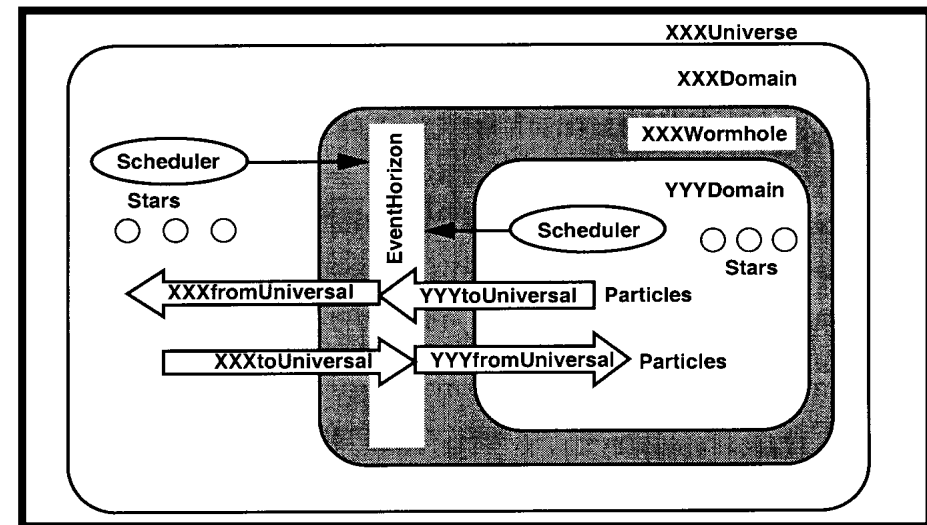 XXXUniverse
XXXDomain
XXXWormhole
EventHorizon
Scheduler
Stars
YYYDomain
Scheduler
Stars
XXXfromUniversal
YYYtoUniversal
Particles
XXXtoUniversal
YYYfromUniversal
Particles